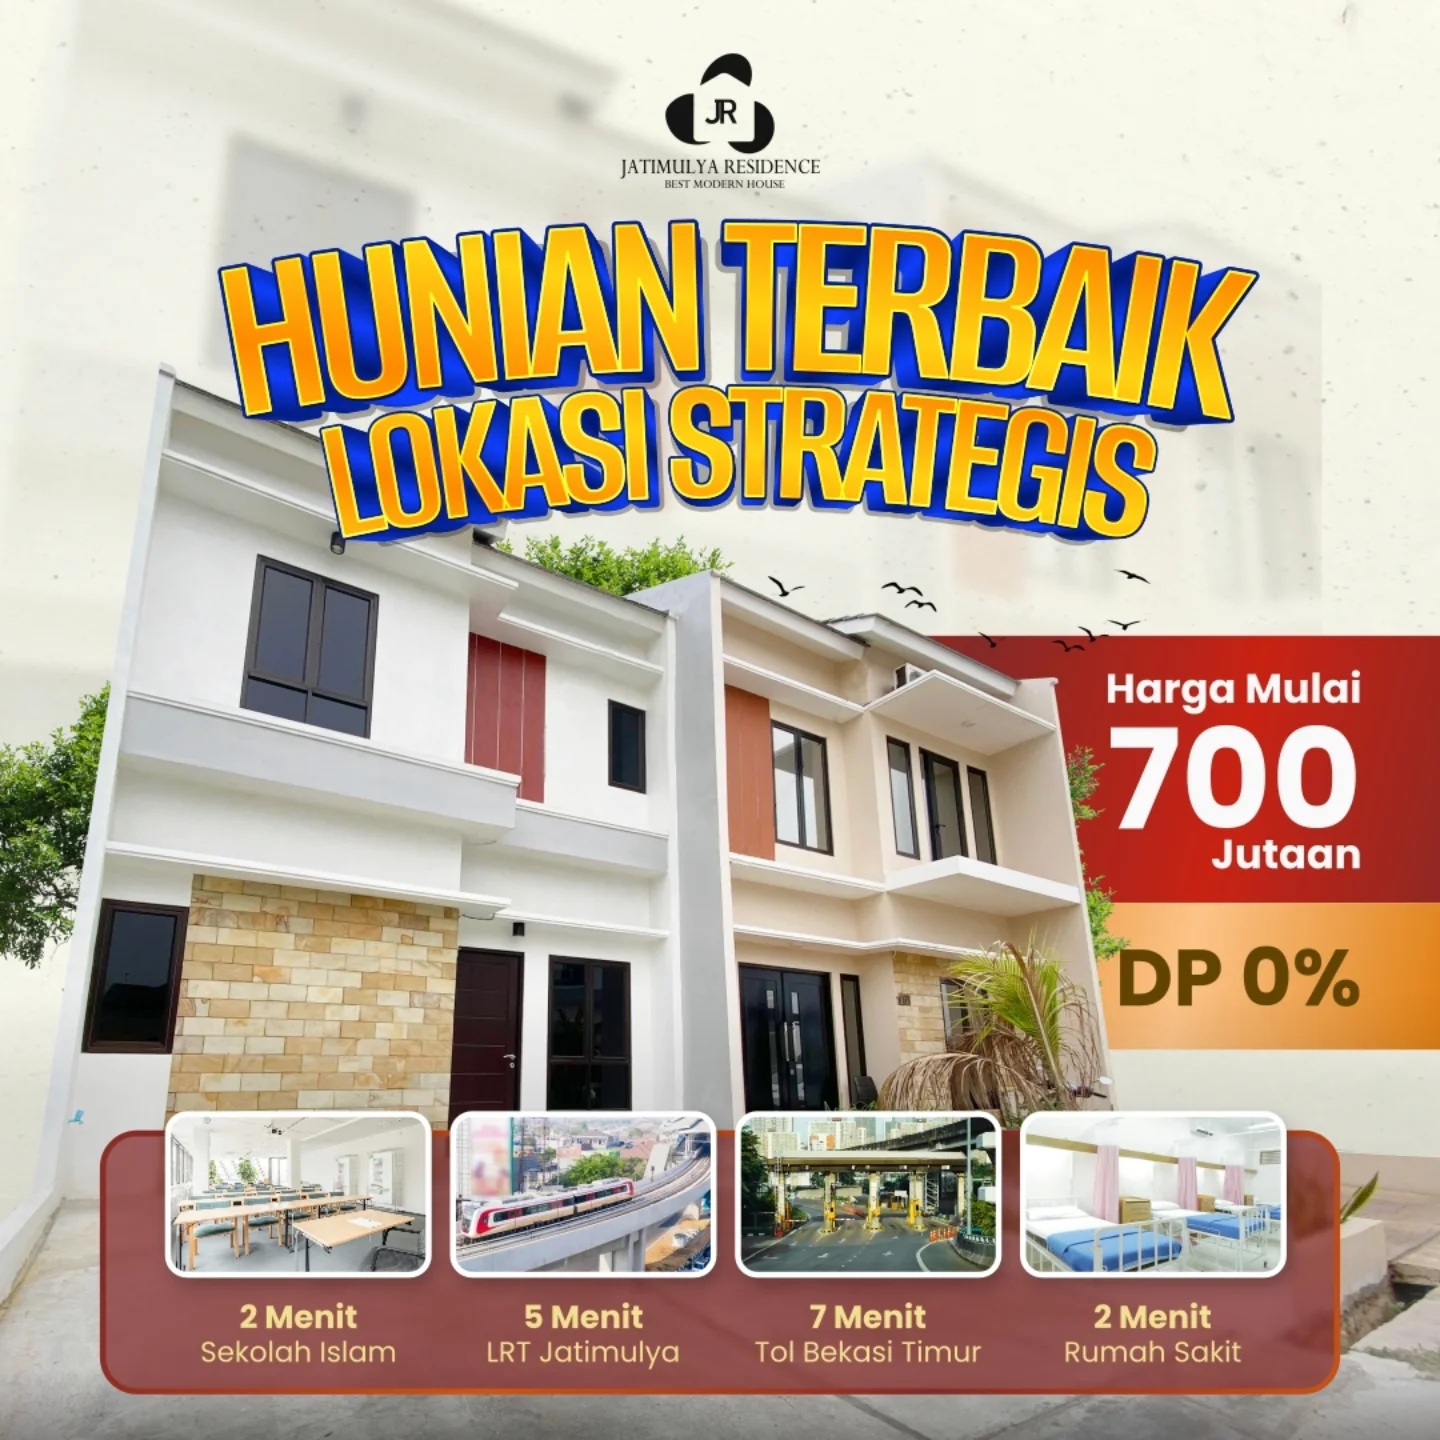 JR
JATIMULYA RESIDENCE
BEST MODERN HOUSE
HUNIAN TERBAIK
LOKASI STRATEGIS
Harga Mulai
700
Jutaan
DP 0%
2 Menit
Sekolah Islam
5 Menit
LRT Jatimulya
7 Menit
Tol Bekasi Timur
2 Menit
Rumah Sakit